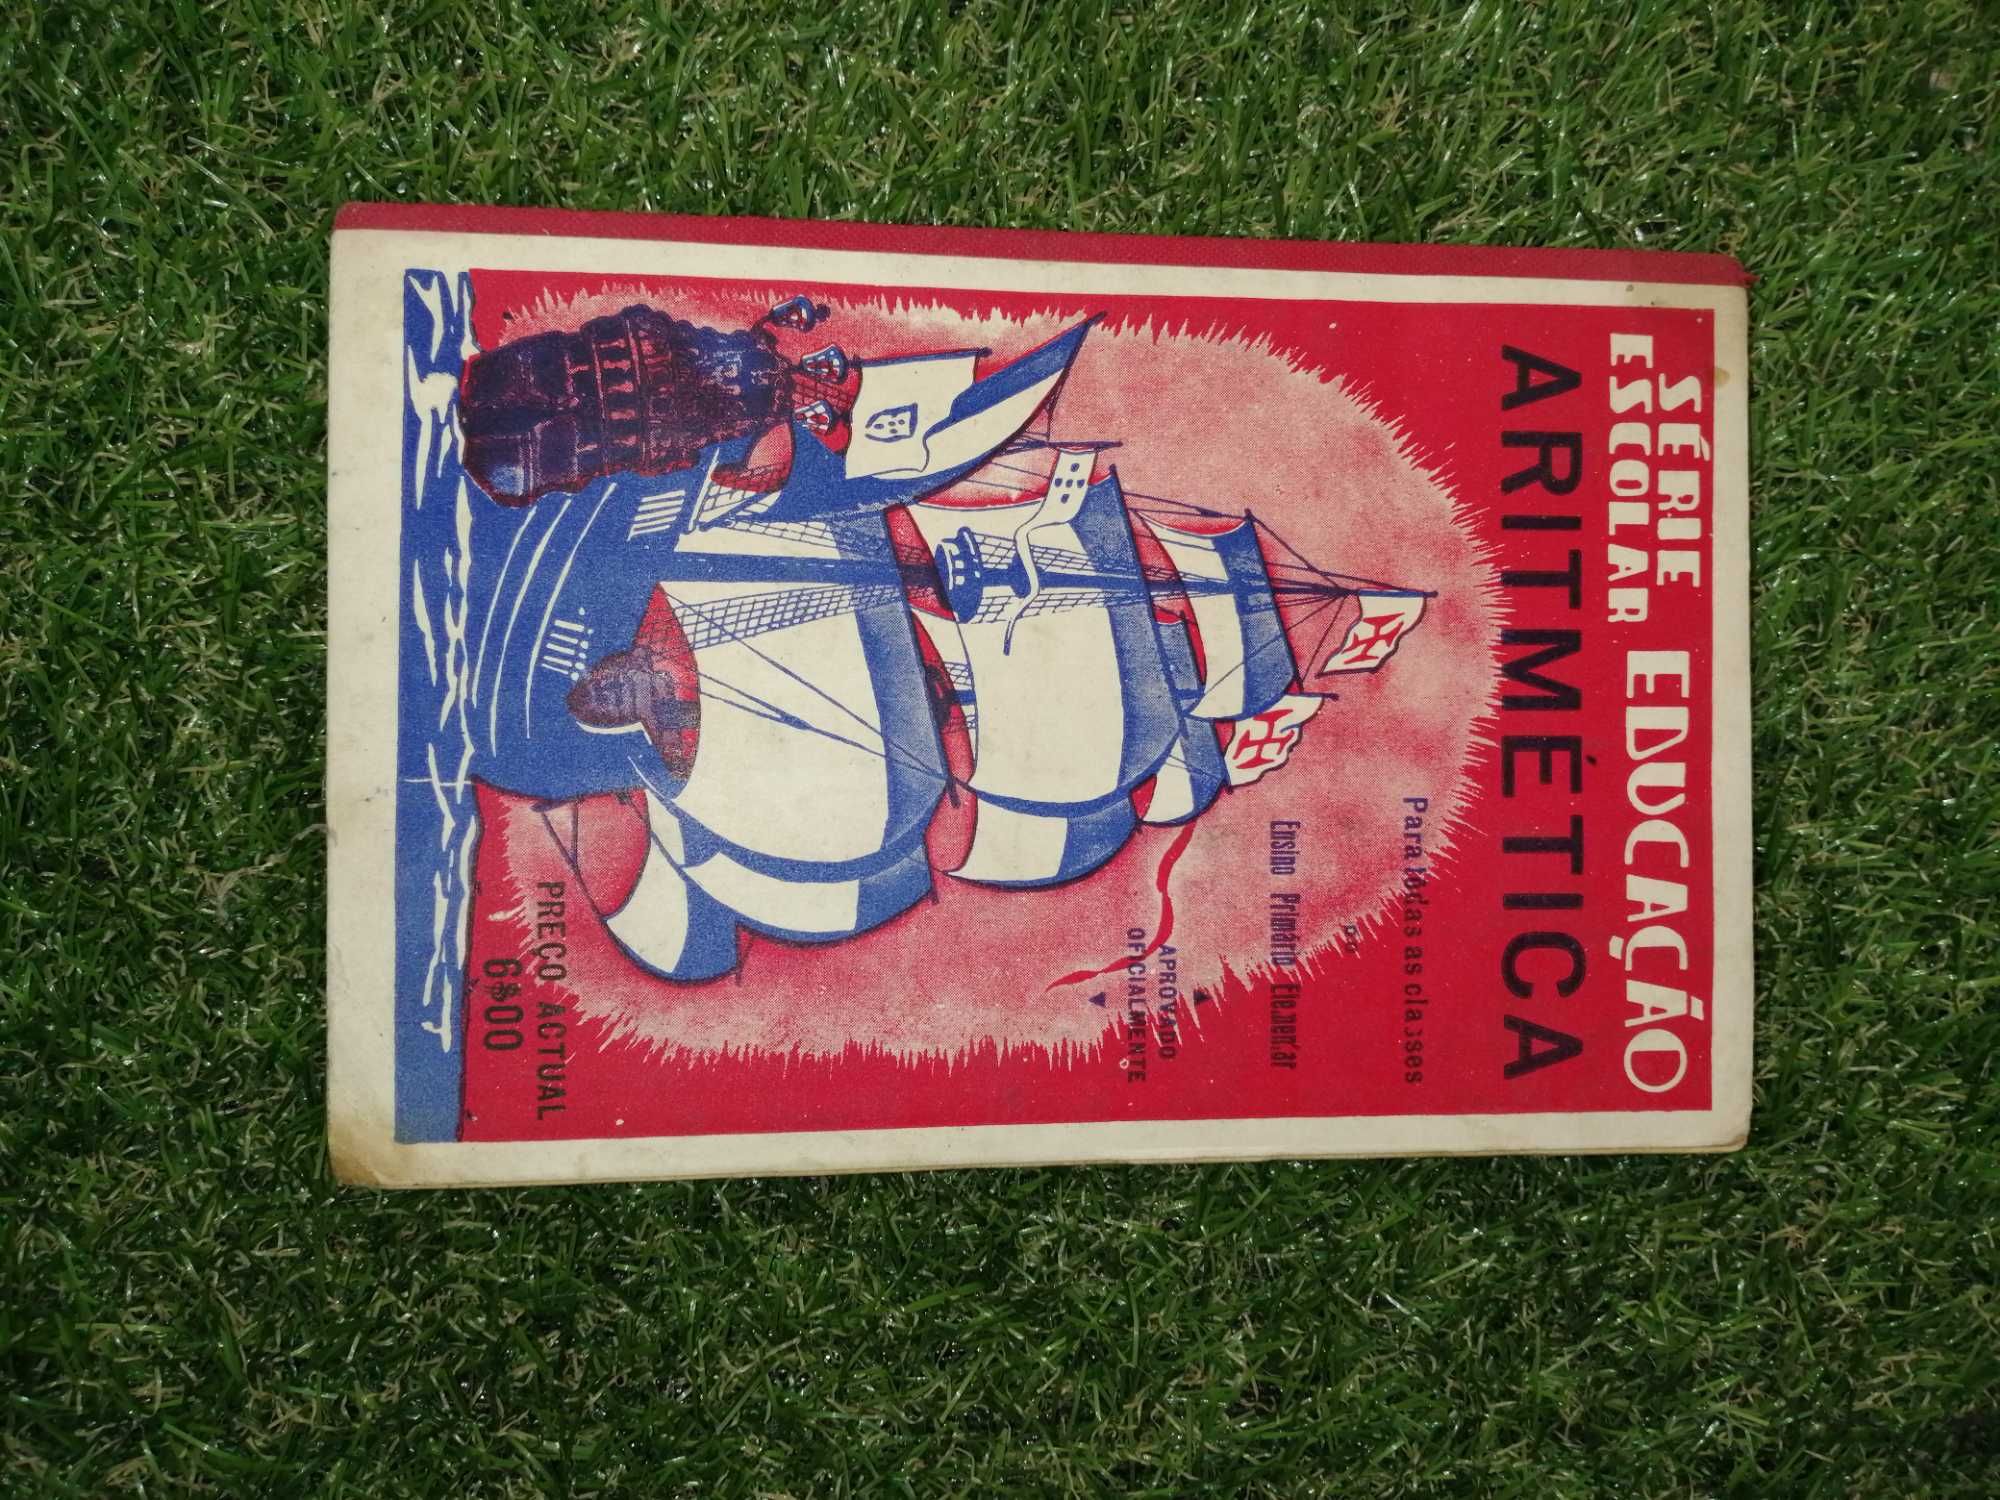 SÉRIE
ESCOLAR
EDUCAÇÃO
ARITMÉTICA
Para tôdas as classes
do
Ensino Primário Elementar
APROVADO
OFICIALMENTE
PREÇO ACTUAL
6$00